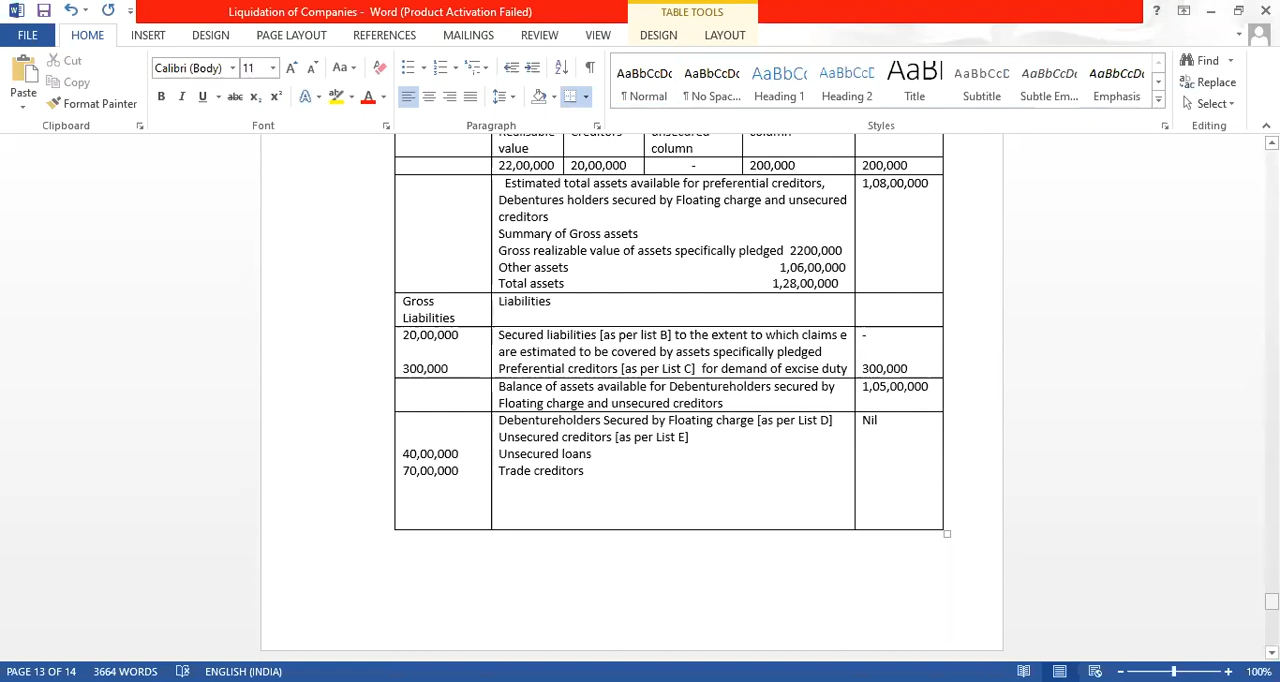 Liquidation of Companies - Word (Product Activation Failed)
TABLE TOOLS
FILE HOME INSERT DESIGN PAGE LAYOUT REFERENCES MAILINGS REVIEW VIEW DESIGN LAYOUT
Cut
Copy
Format Painter
Paste
Clipboard
Calibri (Body) 11
Font
Paragraph
AaBbCcDc AaBbCcDc AaBbCc AaBbCcD AaBl AaBbCcD AaBbCcDc AaBbCcDc
¶ Normal ¶ No Spac... Heading 1 Heading 2 Title Subtitle Subtle Em... Emphasis
Styles
Find
Replace
Select
Editing
Realisable Creditors unsecured column
value column
22,00,000 20,00,000 - 200,000 200,000
Estimated total assets available for preferential creditors, 1,08,00,000
Debentures holders secured by Floating charge and unsecured
creditors
Summary of Gross assets
Gross realizable value of assets specifically pledged 2200,000
Other assets 1,06,00,000
Total assets 1,28,00,000
Gross Liabilities
Liabilities
20,00,000 Secured liabilities [as per list B] to the extent to which claims e -
are estimated to be covered by assets specifically pledged
300,000 Preferential creditors [as per List C] for demand of excise duty 300,000
Balance of assets available for Debentureholders secured by 1,05,00,000
Floating charge and unsecured creditors
Debentureholders Secured by Floating charge [as per List D] Nil
Unsecured creditors [as per List E]
40,00,000 Unsecured loans
70,00,000 Trade creditors
PAGE 13 OF 14 3664 WORDS ENGLISH (INDIA) 100%